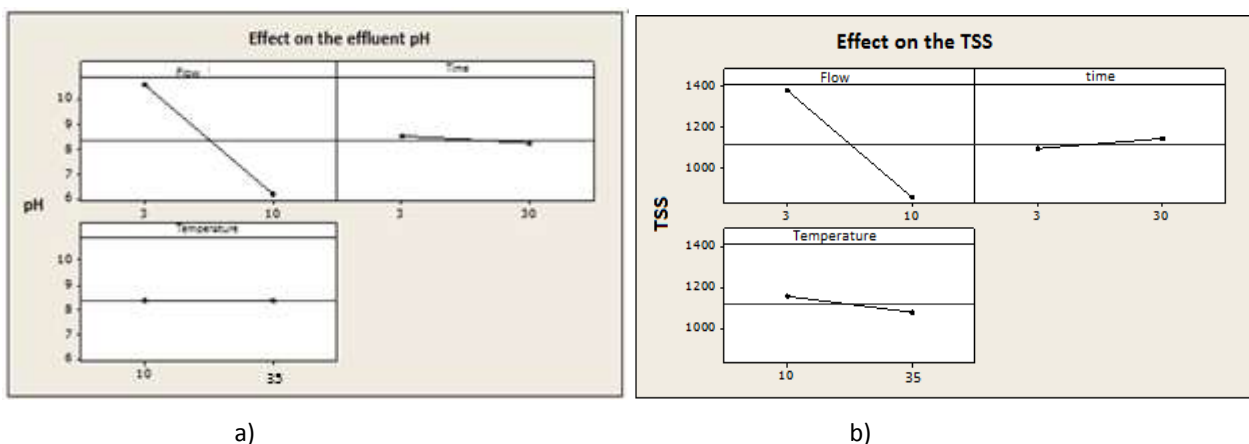 Effect on the effluent pH
Flow Time
10
9
8
7
6
pH
3 10 3 30
Temperature
10
9
8
7
6
10 35
a)
Effect on the TSS
Flow time
1400
1200
1000
TSS
3 10 3 30
Temperature
1400
1200
1000
10 35
b)